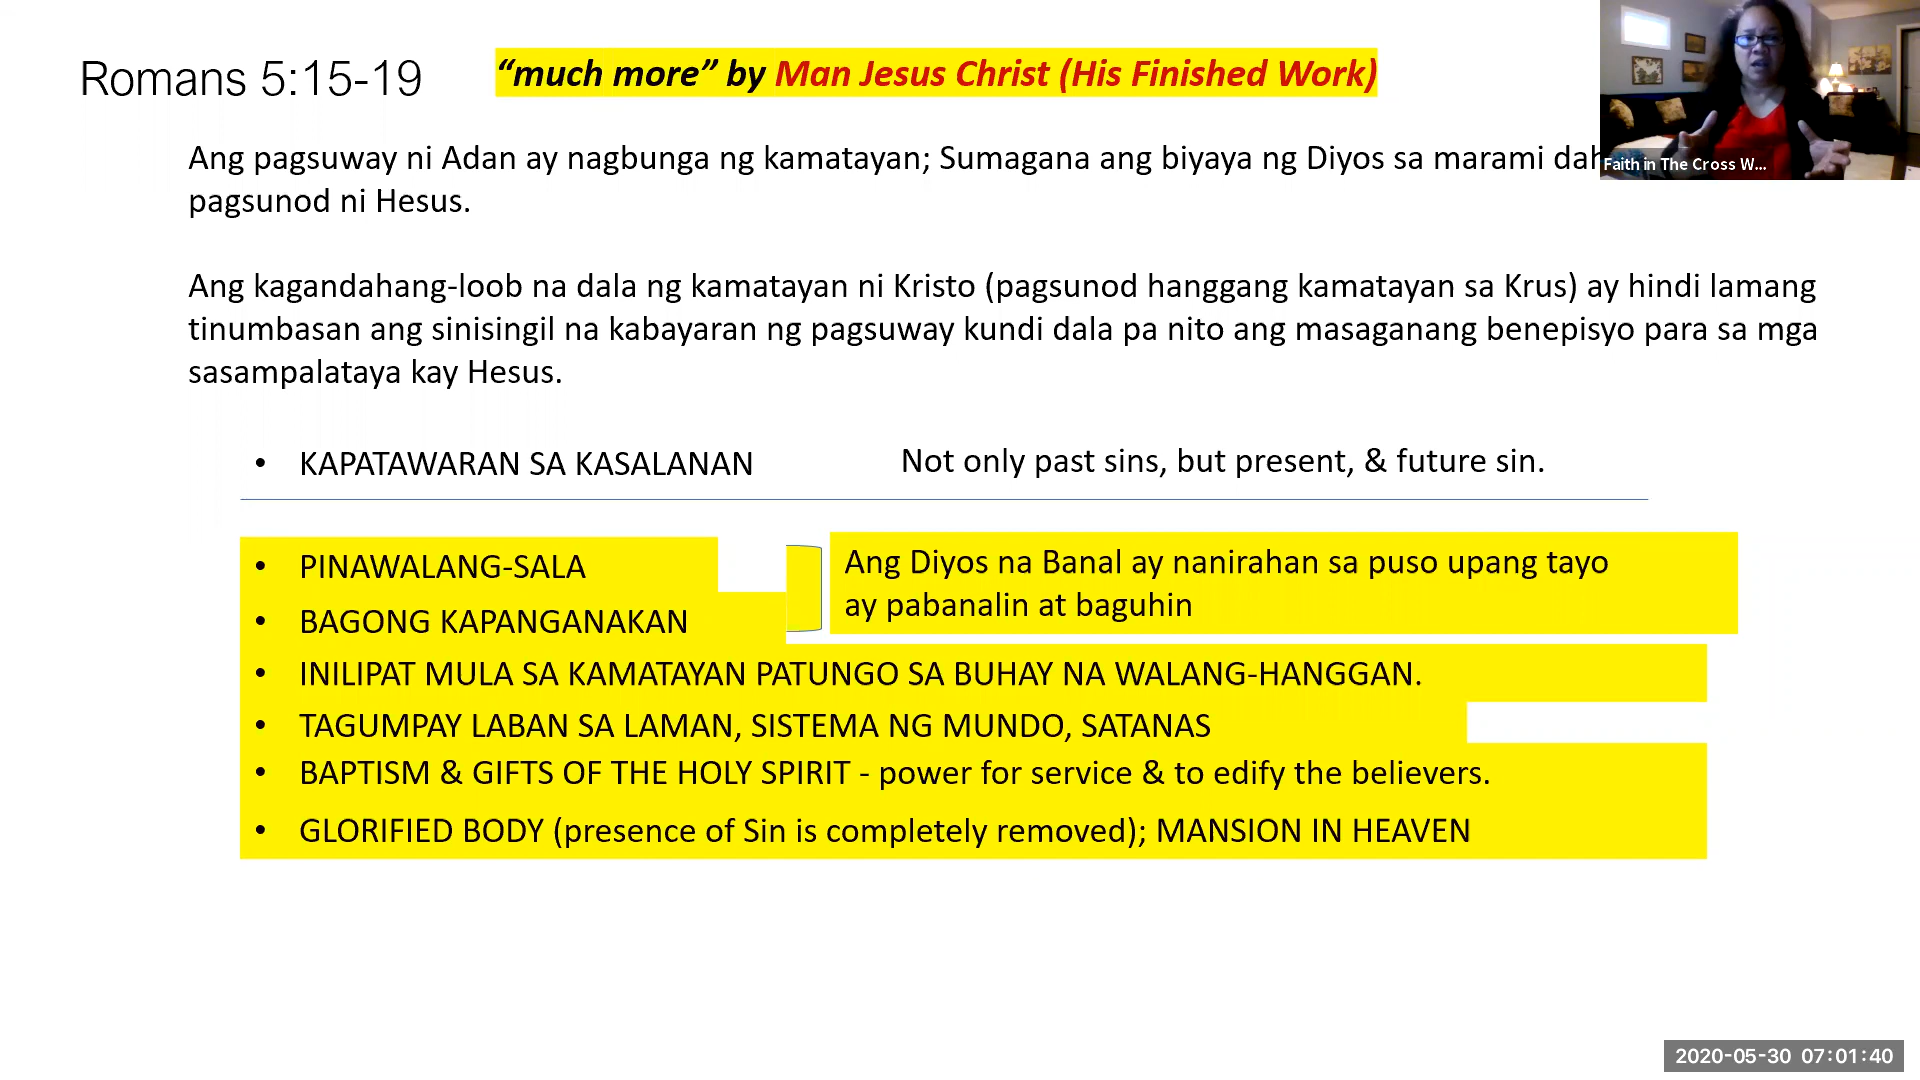 Romans 5:15-19
“much more” by Man Jesus Christ (His Finished Work)
Ang pagsuway ni Adan ay nagbunga ng kamatayan; Sumagana ang biyaya ng Diyos sa marami
pagsunod ni Hesus.
Faith in The Cross W...
Ang kagandahang-loob na dala ng kamatayan ni Kristo (pagsunod hanggang kamatayan sa Krus) ay hindi lamang
tinumbasan ang sinisingil na kabayaran ng pagsuway kundi dala pa nito ang masaganang benepisyo para sa mga
sasampalataya kay Hesus.
• KAPATAWARAN SA KASALANAN
Not only past sins, but present, & future sin.
• PINAWALANG-SALA
• BAGONG KAPANGANAKAN
Ang Diyos na Banal ay nanirahan sa puso upang tayo
ay pabanalin at baguhin
• INILIPAT MULA SA KAMATAYAN PATUNGO SA BUHAY NA WALANG-HANGGAN.
• TAGUMPAY LABAN SA LAMAN, SISTEMA NG MUNDO, SATANAS
• BAPTISM & GIFTS OF THE HOLY SPIRIT - power for service & to edify the believers.
• GLORIFIED BODY (presence of Sin is completely removed); MANSION IN HEAVEN
2020-05-30 07:01:40